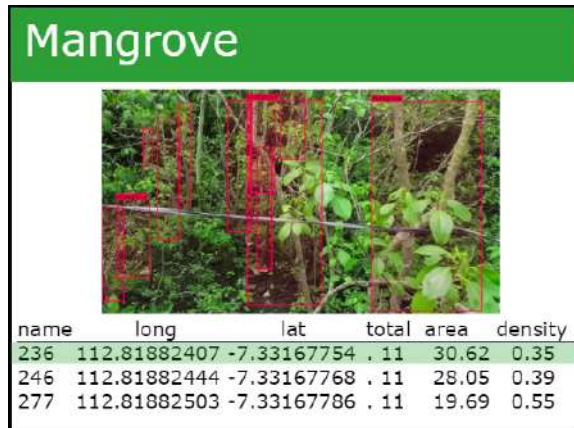 Mangrove
name long lat total area density
236 112.81882407 -7.33167754 . 11 30.62 0.35
246 112.81882444 -7.33167768 . 11 28.05 0.39
277 112.81882503 -7.33167786 . 11 19.69 0.55